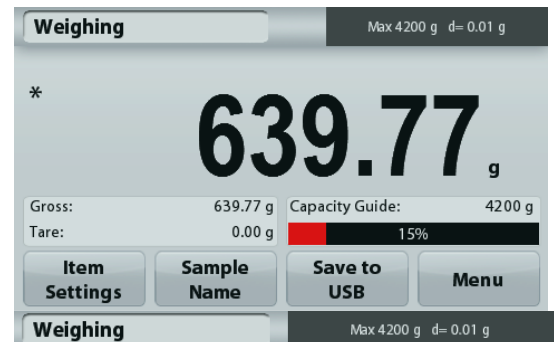 Weighing Max 4200 g d= 0.01 g
*
639.77 g
Gross: 639.77 g Capacity Guide: 4200 g
Tare: 0.00 g 15%
Item Settings
Sample Name
Save to USB
Menu
Weighing Max 4200 g d= 0.01 g